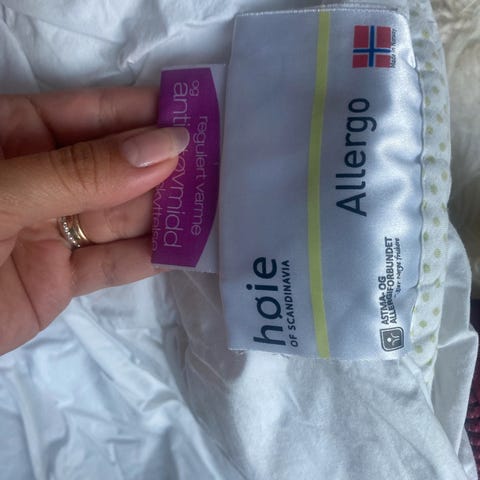 høie
OF SCANDINAVIA
Allergo
ASTMA- OG
ALLERGIFORBUNDET
regulert varme
og
anti